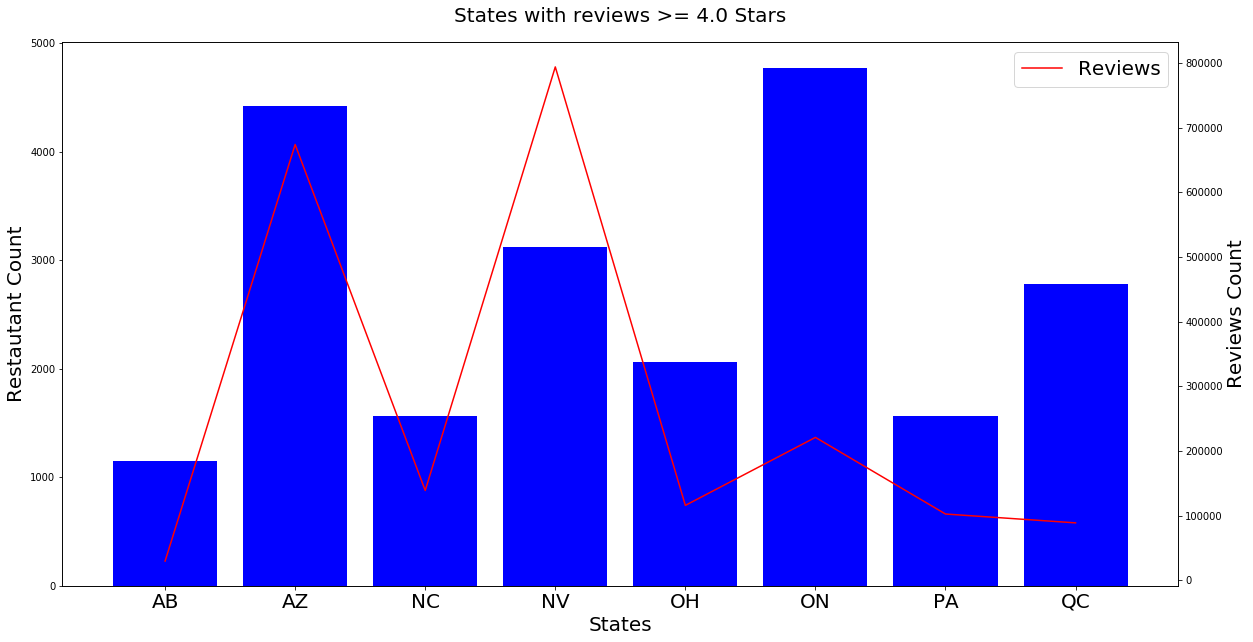 States with reviews >= 4.0 Stars
Reviews
Restautant Count
5000
4000
3000
2000
1000
0
Reviews Count
800000
700000
600000
500000
400000
300000
200000
100000
0
AB AZ NC NV OH ON PA QC
States